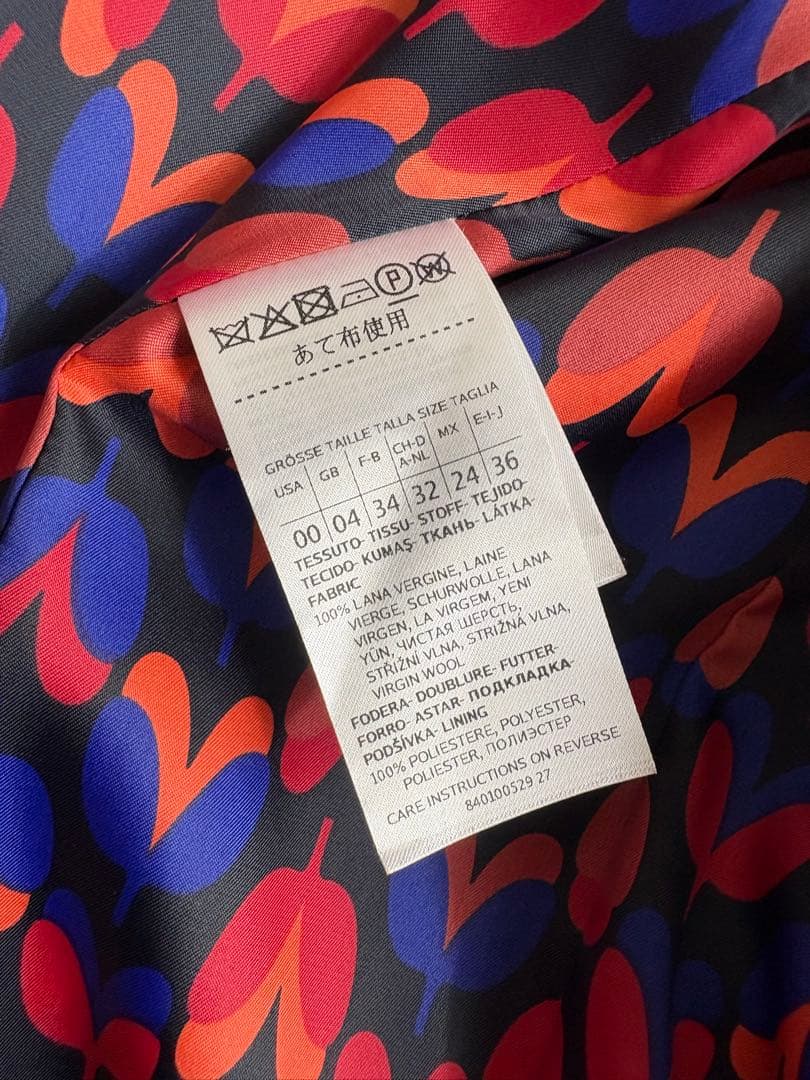 P W
あて布使用
GRÖSSE TAILLE TALLA SIZE TAGLIA
USA GB F-B CH-D A-NL MX E-I-J
00 04 34 32 24 36
TESSUTO- TISSU- STOFF- TEJIDO-
TECIDO- KUMAŞ- ТКАНЬ- LÁTKA-
FABRIC
100% LANA VERGINE, LAINE
VIERGE, SCHURWOLLE, LANA
VIRGEN, LA VIRGEM, YENI
YÜN, ЧИСТАЯ ШЕРСТЬ,
STŘÍŽNÍ VLNA, STRIŽNÁ VLNA,
VIRGIN WOOL
FODERA- DOUBLURE- FUTTER-
FORRO- ASTAR- ПОДКЛАДКА-
PODŠÍVKA- LINING
100% POLIESTERE, POLYESTER,
POLIESTER, ПОЛИЭСТЕР
CARE INSTRUCTIONS ON REVERSE
840100529 27